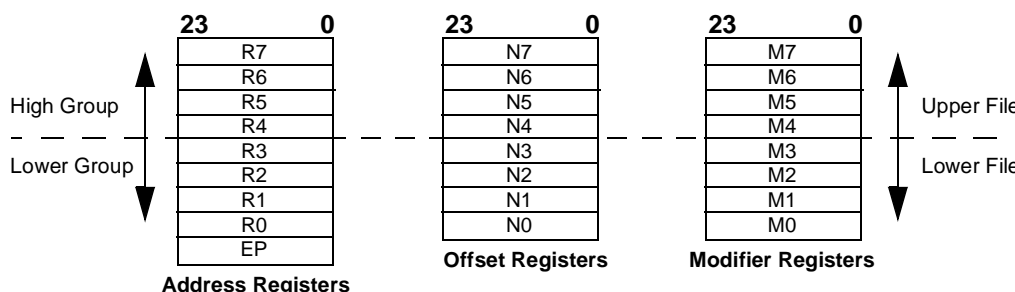 23 0 23 0 23 0
R7 N7 M7
R6 N6 M6
High Group R5 N5 M5 Upper File
R4 N4 M4
Lower Group R3 N3 M3 Lower File
R2 N2 M2
R1 N1 M1
R0 N0 M0
EP
Offset Registers Modifier Registers
Address Registers